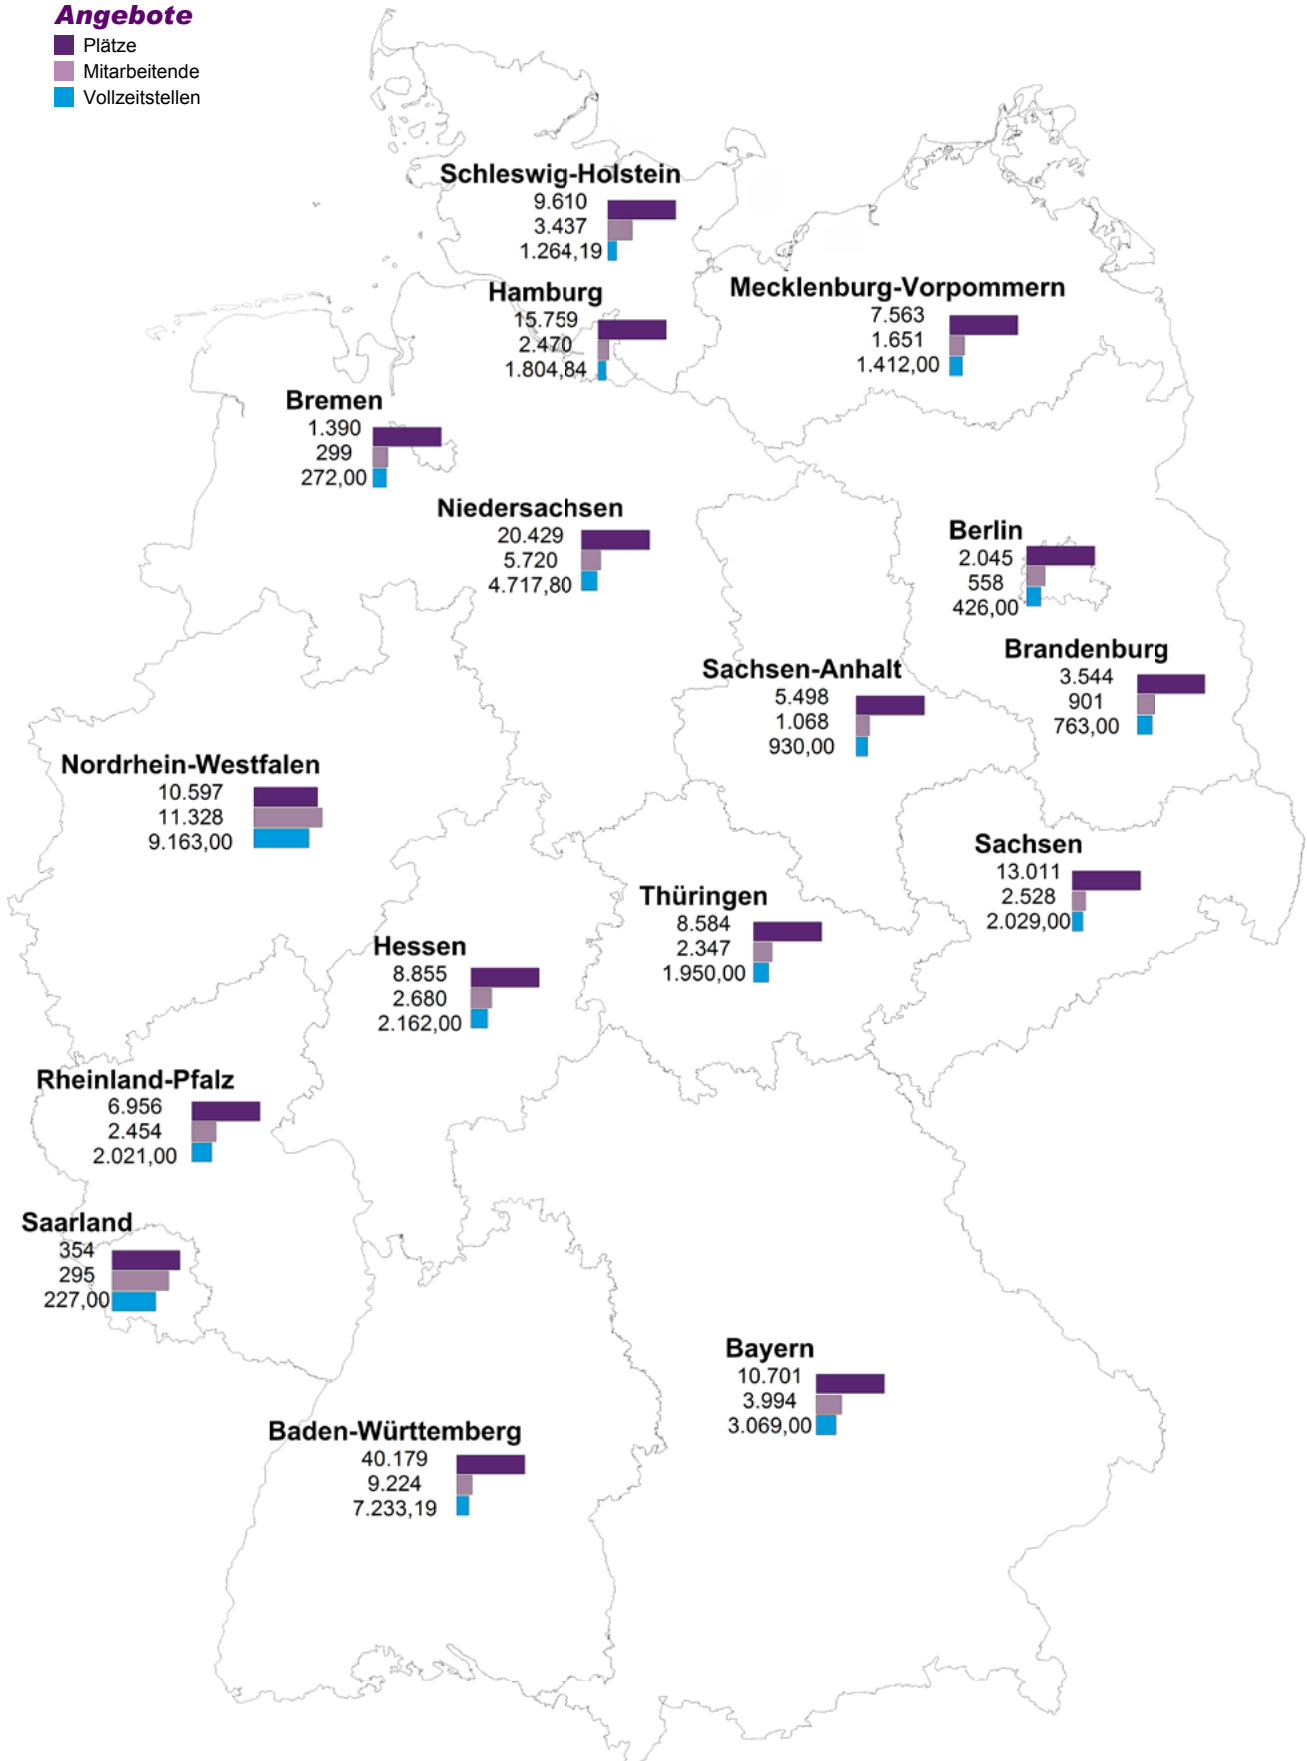 Angebote
Plätze
Mitarbeitende
Vollzeitstellen
Schleswig-Holstein
9.610
3.437
1.264,19
Hamburg
15.759
2.470
1.804,84
Mecklenburg-Vorpommern
7.563
1.651
1.412,00
Bremen
1.390
299
272,00
Niedersachsen
20.429
5.720
4.717,80
Berlin
2.045
558
426,00
Brandenburg
3.544
901
763,00
Sachsen-Anhalt
5.498
1.068
930,00
Nordrhein-Westfalen
10.597
11.328
9.163,00
Sachsen
13.011
2.528
2.029,00
Thüringen
8.584
2.347
1.950,00
Hessen
8.855
2.680
2.162,00
Rheinland-Pfalz
6.956
2.454
2.021,00
Saarland
354
295
227,00
Bayern
10.701
3.994
3.069,00
Baden-Württemberg
40.179
9.224
7.233,19